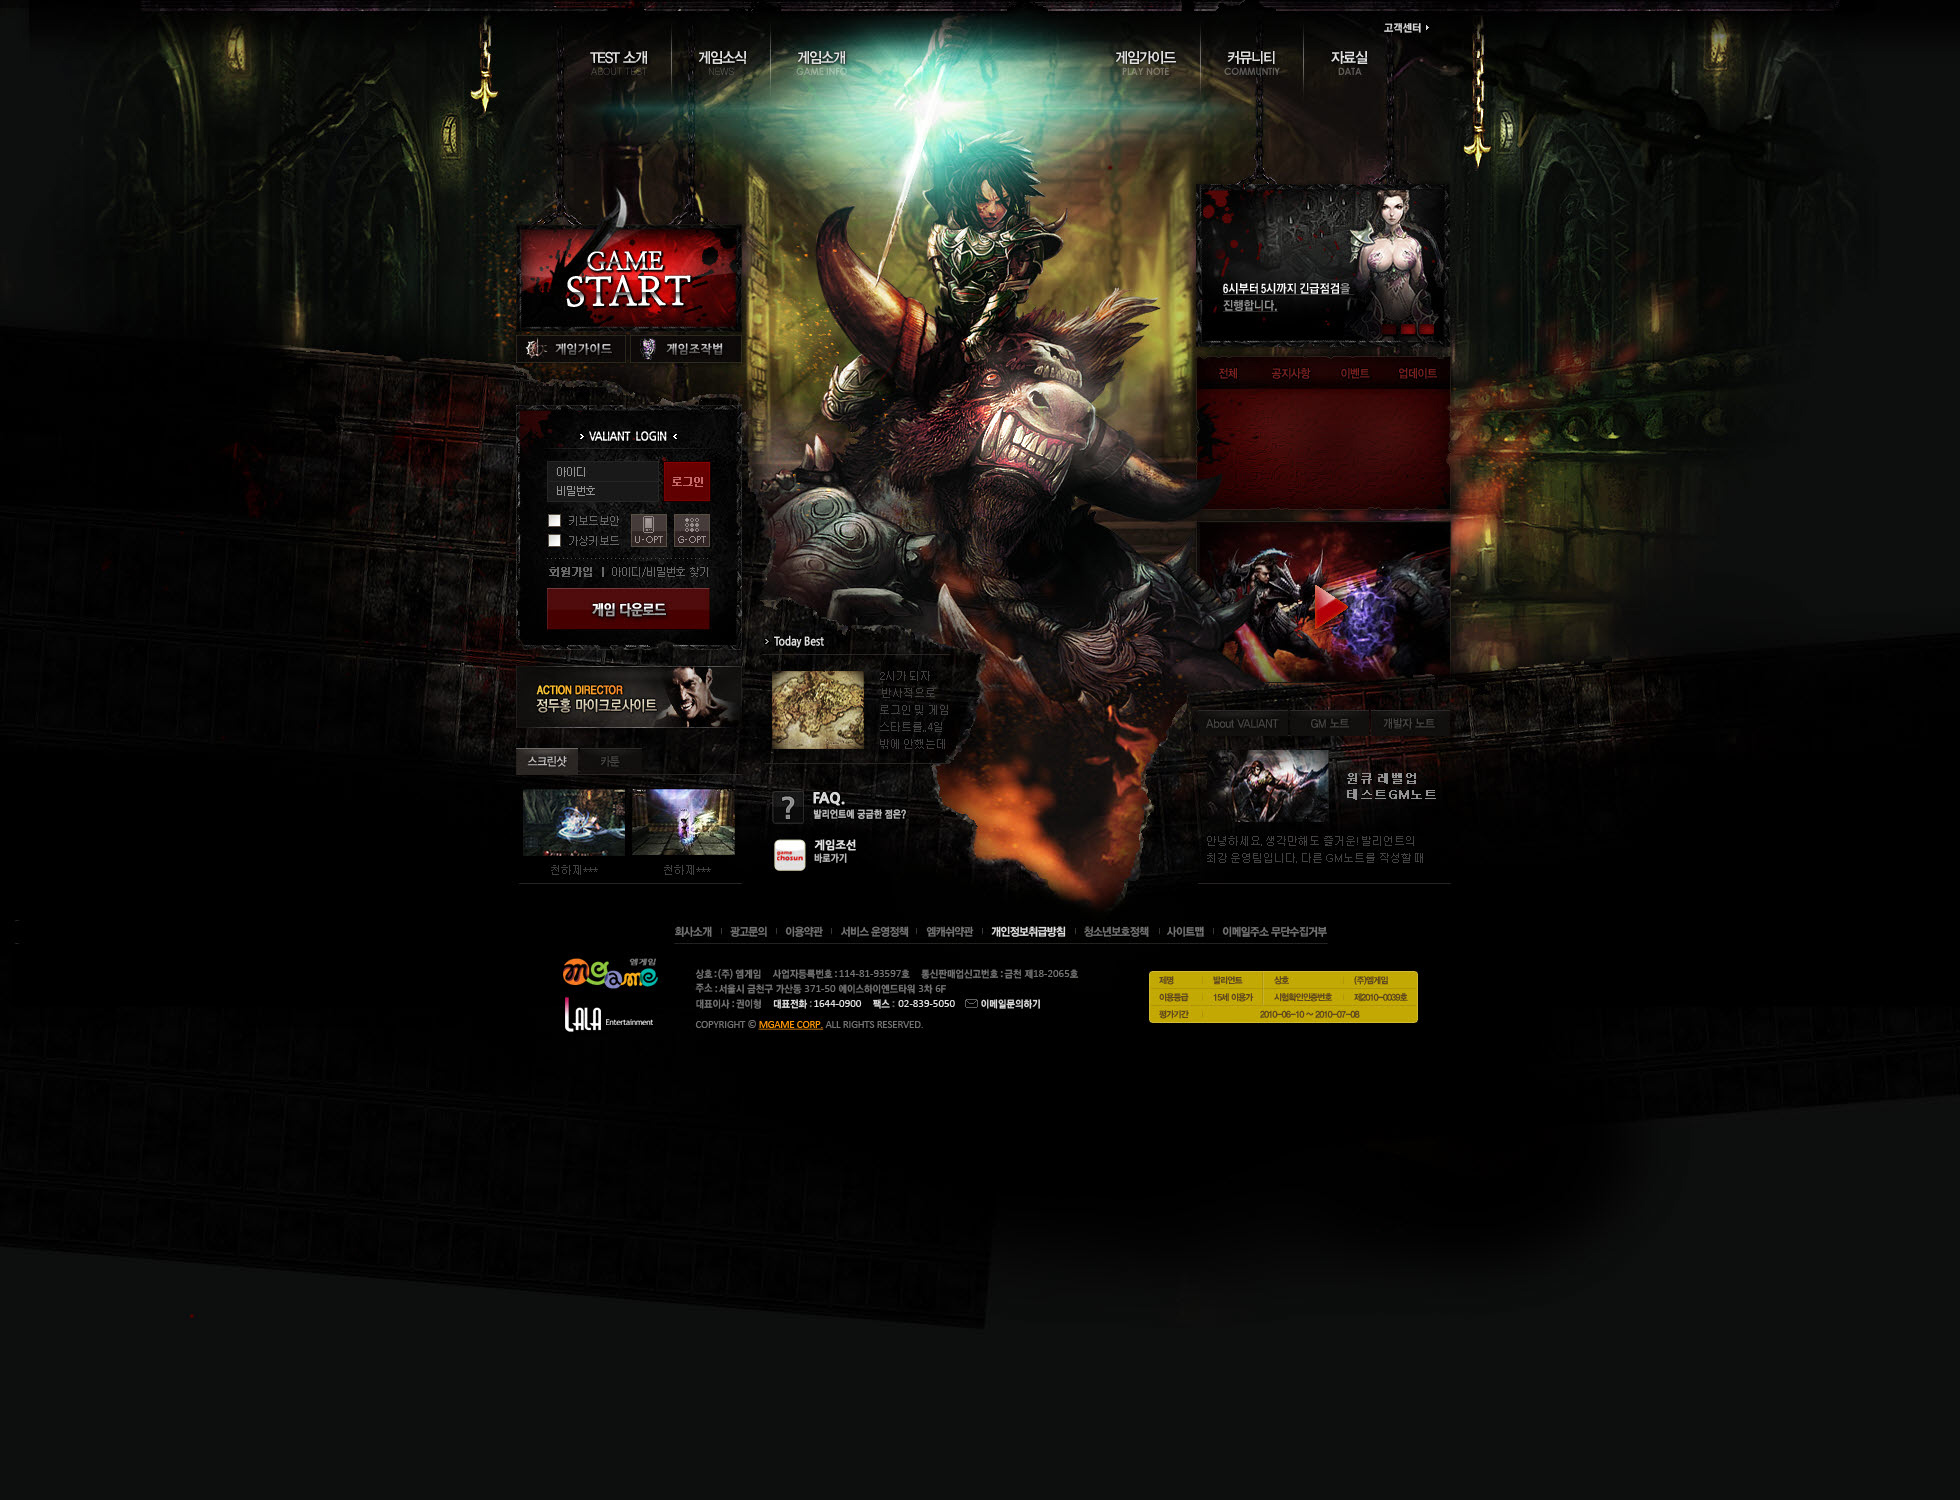 고객센터
TEST 소개
ABOUT TEST
게임소식
NEWS
게임소개
GAME INFO
게임가이드
PLAY NOTE
커뮤니티
COMMUNTIY
자료실
DATA
GAME
START
게임가이드
게임조작법
6시부터 5시까지 긴급점검을
진행합니다.
전체 공지사항 이벤트 업데이트
VALIANT LOGIN
아이디
비밀번호
로그인
키보드보안
가상키보드
U-OPT
G-OPT
회원가입 | 아이디/비밀번호 찾기
게임 다운로드
ACTION DIRECTOR
정두홍 마이크로사이트
스크린샷 카툰
천하제***
천하제***
Today Best
2시가 되자
반사적으로
로그인 및 게임
스타트를..4일
밖에 안했는데
?
FAQ.
발리언트에 궁금한 점은?
game
chosun
게임조선
바로가기
About VALIANT GM 노트 개발자 노트
원큐 레벨업
테스트GM노트
안녕하세요, 생각만해도 즐거운! 발리언트의
최강 운영팀입니다, 다른 GM노트를 작성할 때
회사소개 광고문의 이용약관 서비스 운영정책 엠캐쉬약관 개인정보취급방침 청소년보호정책 사이트맵 이메일주소 무단수집거부
엠게임
mgame
LALA Entertainment
상호 : (주) 엠게임 사업자등록번호 : 114-81-93597호 통신판매업신고번호 : 금천 제18-2065호
주소 : 서울시 금천구 가산동 371-50 에이스하이엔드타워 3차 6F
대표이사 : 권이형 대표전화 : 1644-0900 팩스 : 02-839-5050 이메일문의하기
COPYRIGHT © MGAME CORP. ALL RIGHTS RESERVED.
제명 발리언트 상호 (주)엠게임
이용등급 15세 이용가 시험확인인증번호 제2010-0039호
평가기간 2010-06-10 ~ 2010-07-08